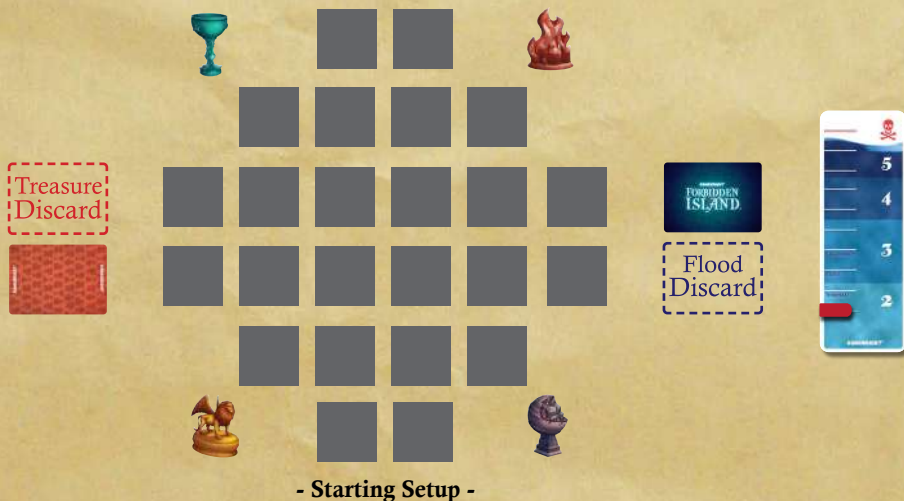 Treasure
Discard
FORBIDDEN
ISLAND
Flood
Discard
5
4
3
2
- Starting Setup -